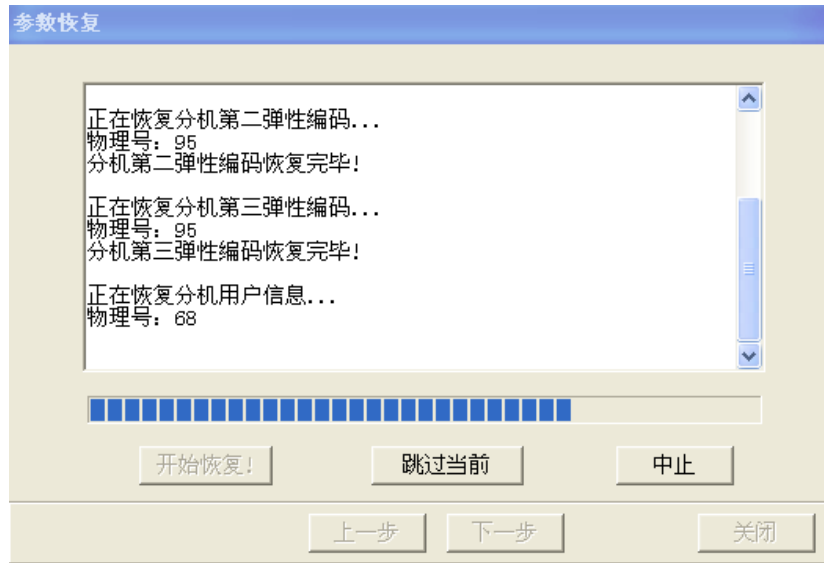 参数恢复
正在恢复分机第二弹性编码...
物理号: 95
分机第二弹性编码恢复完毕!
正在恢复分机第三弹性编码...
物理号: 95
分机第三弹性编码恢复完毕!
正在恢复分机用户信息...
物理号: 68
开始恢复! 跳过当前 中止
上一步 下一步 关闭